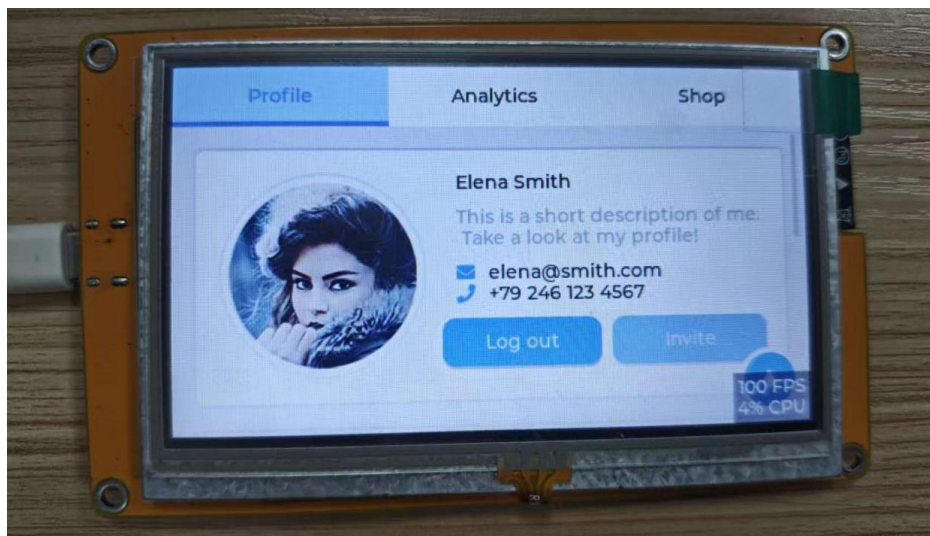 Profile
Analytics
Shop
Elena Smith
This is a short description of me.
Take a look at my profile!
elena@smith.com
+79 246 123 4567
Log out
Invite
100 FPS
4% CPU